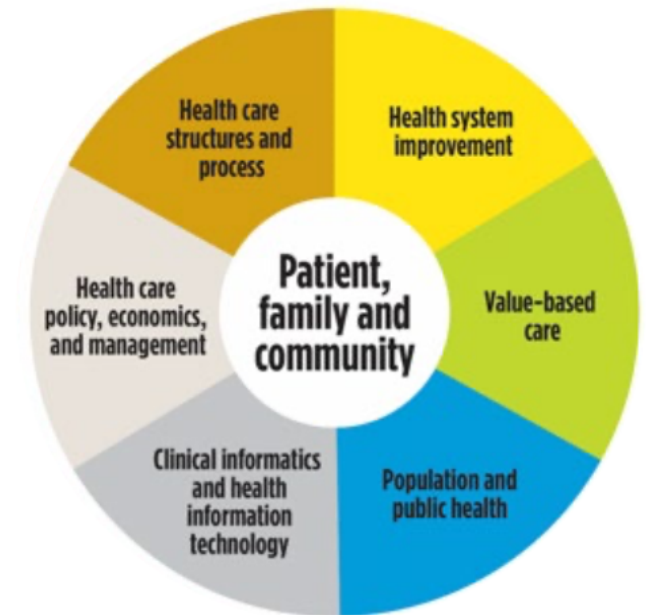 Health care
structures and
process
Health system
improvement
Patient,
family and
community
Health care
policy, economics,
and management
Value-based
care
Clinical informatics
and health
information
technology
Population and
public health